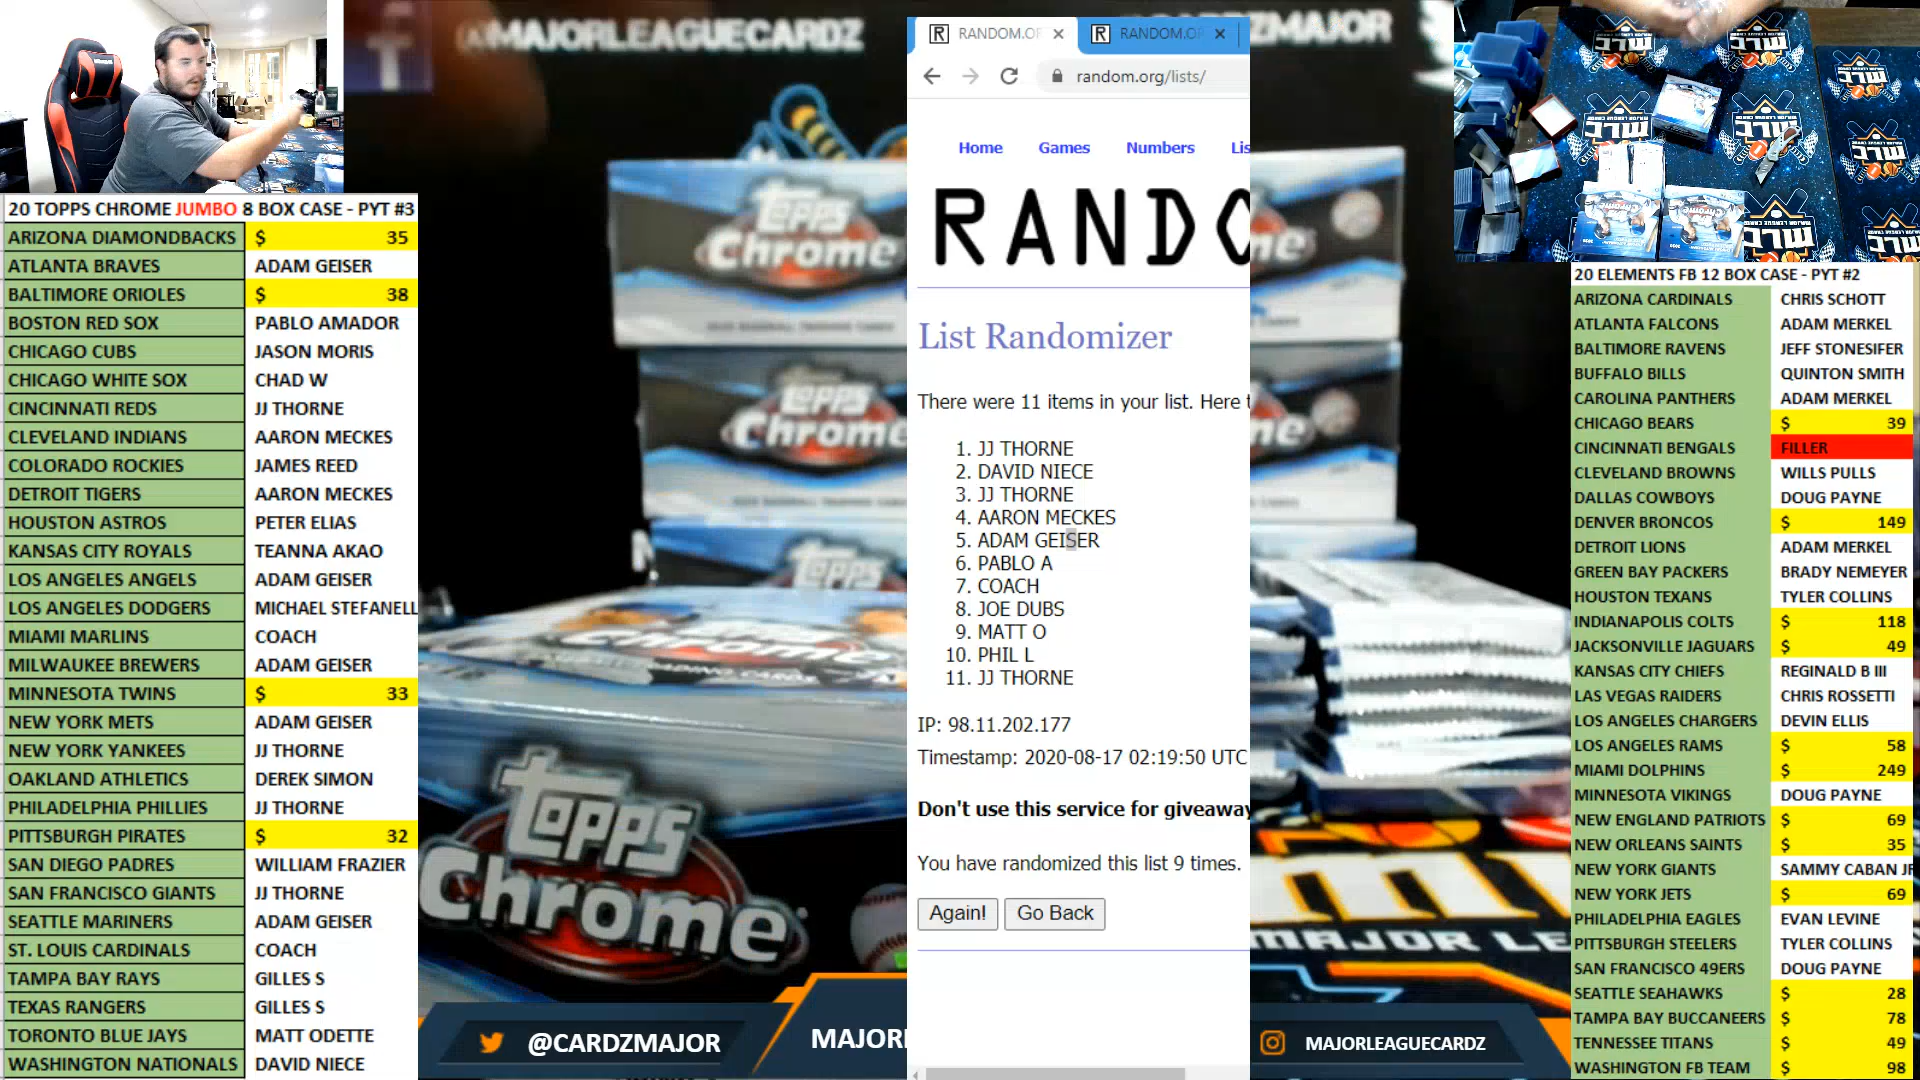 @MAJORLEAGUECARDZ
20 TOPPS CHROME JUMBO 8 BOX CASE - PYT #3
ARIZONA DIAMONDBACKS $ 35
ATLANTA BRAVES ADAM GEISER
BALTIMORE ORIOLES $ 38
BOSTON RED SOX PABLO AMADOR
CHICAGO CUBS JASON MORIS
CHICAGO WHITE SOX CHAD W
CINCINNATI REDS JJ THORNE
CLEVELAND INDIANS AARON MECKES
COLORADO ROCKIES JAMES REED
DETROIT TIGERS AARON MECKES
HOUSTON ASTROS PETER ELIAS
KANSAS CITY ROYALS TEANNA AKAO
LOS ANGELES ANGELS ADAM GEISER
LOS ANGELES DODGERS MICHAEL STEFANELL
MIAMI MARLINS COACH
MILWAUKEE BREWERS ADAM GEISER
MINNESOTA TWINS $ 33
NEW YORK METS ADAM GEISER
NEW YORK YANKEES JJ THORNE
OAKLAND ATHLETICS DEREK SIMON
PHILADELPHIA PHILLIES JJ THORNE
PITTSBURGH PIRATES $ 32
SAN DIEGO PADRES WILLIAM FRAZIER
SAN FRANCISCO GIANTS JJ THORNE
SEATTLE MARINERS ADAM GEISER
ST. LOUIS CARDINALS COACH
TAMPA BAY RAYS GILLES S
TEXAS RANGERS GILLES S
TORONTO BLUE JAYS MATT ODETTE
WASHINGTON NATIONALS DAVID NIECE
Topps
Chrome
Topps
Chrome
Topps
Chrome
Topps
Chrome
@CARDZMAJOR
MAJORL
RANDOM.OR
RANDOM.OR
random.org/lists/
Home Games Numbers Lis
RANDO
List Randomizer
There were 11 items in your list. Here t
1. JJ THORNE
2. DAVID NIECE
3. JJ THORNE
4. AARON MECKES
5. ADAM GEISER
6. PABLO A
7. COACH
8. JOE DUBS
9. MATT O
10. PHIL L
11. JJ THORNE
IP: 98.11.202.177
Timestamp: 2020-08-17 02:19:50 UTC
Don't use this service for giveaway
You have randomized this list 9 times.
Again! Go Back
CARDZMAJOR
MAJOR LE
MAJORLEAGUECARDZ
20 ELEMENTS FB 12 BOX CASE - PYT #2
ARIZONA CARDINALS CHRIS SCHOTT
ATLANTA FALCONS ADAM MERKEL
BALTIMORE RAVENS JEFF STONESIFER
BUFFALO BILLS QUINTON SMITH
CAROLINA PANTHERS ADAM MERKEL
CHICAGO BEARS $ 39
CINCINNATI BENGALS FILLER
CLEVELAND BROWNS WILLS PULLS
DALLAS COWBOYS DOUG PAYNE
DENVER BRONCOS $ 149
DETROIT LIONS ADAM MERKEL
GREEN BAY PACKERS BRADY NEMEYER
HOUSTON TEXANS TYLER COLLINS
INDIANAPOLIS COLTS $ 118
JACKSONVILLE JAGUARS $ 49
KANSAS CITY CHIEFS REGINALD B III
LAS VEGAS RAIDERS CHRIS ROSSETTI
LOS ANGELES CHARGERS DEVIN ELLIS
LOS ANGELES RAMS $ 58
MIAMI DOLPHINS $ 249
MINNESOTA VIKINGS DOUG PAYNE
NEW ENGLAND PATRIOTS $ 69
NEW ORLEANS SAINTS $ 35
NEW YORK GIANTS SAMMY CABAN JR
NEW YORK JETS $ 69
PHILADELPHIA EAGLES EVAN LEVINE
PITTSBURGH STEELERS TYLER COLLINS
SAN FRANCISCO 49ERS DOUG PAYNE
SEATTLE SEAHAWKS $ 28
TAMPA BAY BUCCANEERS $ 78
TENNESSEE TITANS $ 49
WASHINGTON FB TEAM $ 98